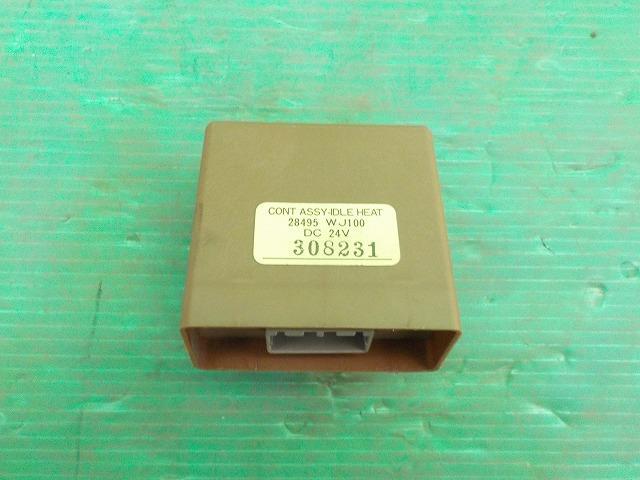 CONT ASSY-IDLE HEAT
28495 WJ100
DC 24V
308231